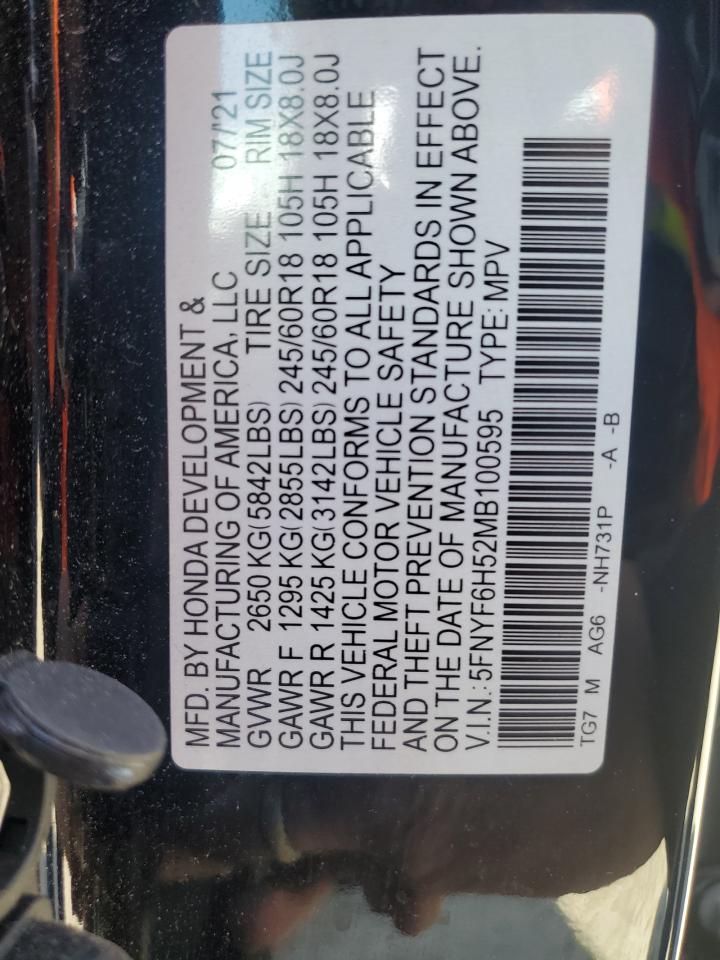 MFD. BY HONDA DEVELOPMENT &
MANUFACTURING OF AMERICA, LLC 07/'21
GVWR 2650 KG(5842LBS) TIRE SIZE RIM SIZE
GAWR F 1295 KG(2855LBS) 245/60R18 105H 18X8.0J
GAWR R 1425 KG(3142LBS) 245/60R18 105H 18X8.0J
THIS VEHICLE CONFORMS TO ALL APPLICABLE
FEDERAL MOTOR VEHICLE SAFETY
AND THEFT PREVENTION STANDARDS IN EFFECT
ON THE DATE OF MANUFACTURE SHOWN ABOVE.
V.I.N.:5FNYF6H52MB100595 TYPE:MPV
TG7 M AG6 -NH731P -A -B